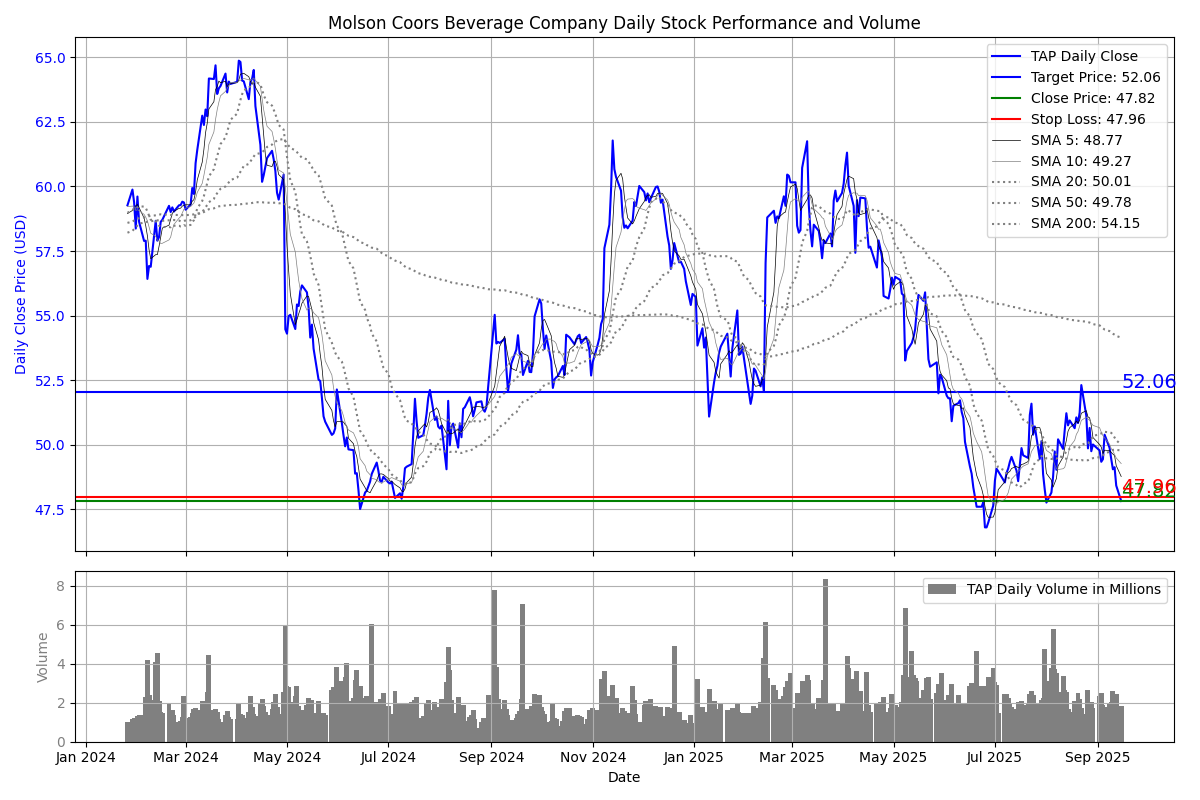 Molson Coors Beverage Company Daily Stock Performance and Volume
Daily Close Price (USD)
65.0
62.5
60.0
57.5
55.0
52.5
50.0
47.5
TAP Daily Close
Target Price: 52.06
Close Price: 47.82
Stop Loss: 47.96
SMA 5: 48.77
SMA 10: 49.27
SMA 20: 50.01
SMA 50: 49.78
SMA 200: 54.15
52.06
47.96
47.82
Volume
8
6
4
2
0
TAP Daily Volume in Millions
Jan 2024 Mar 2024 May 2024 Jul 2024 Sep 2024 Nov 2024 Jan 2025 Mar 2025 May 2025 Jul 2025 Sep 2025
Date